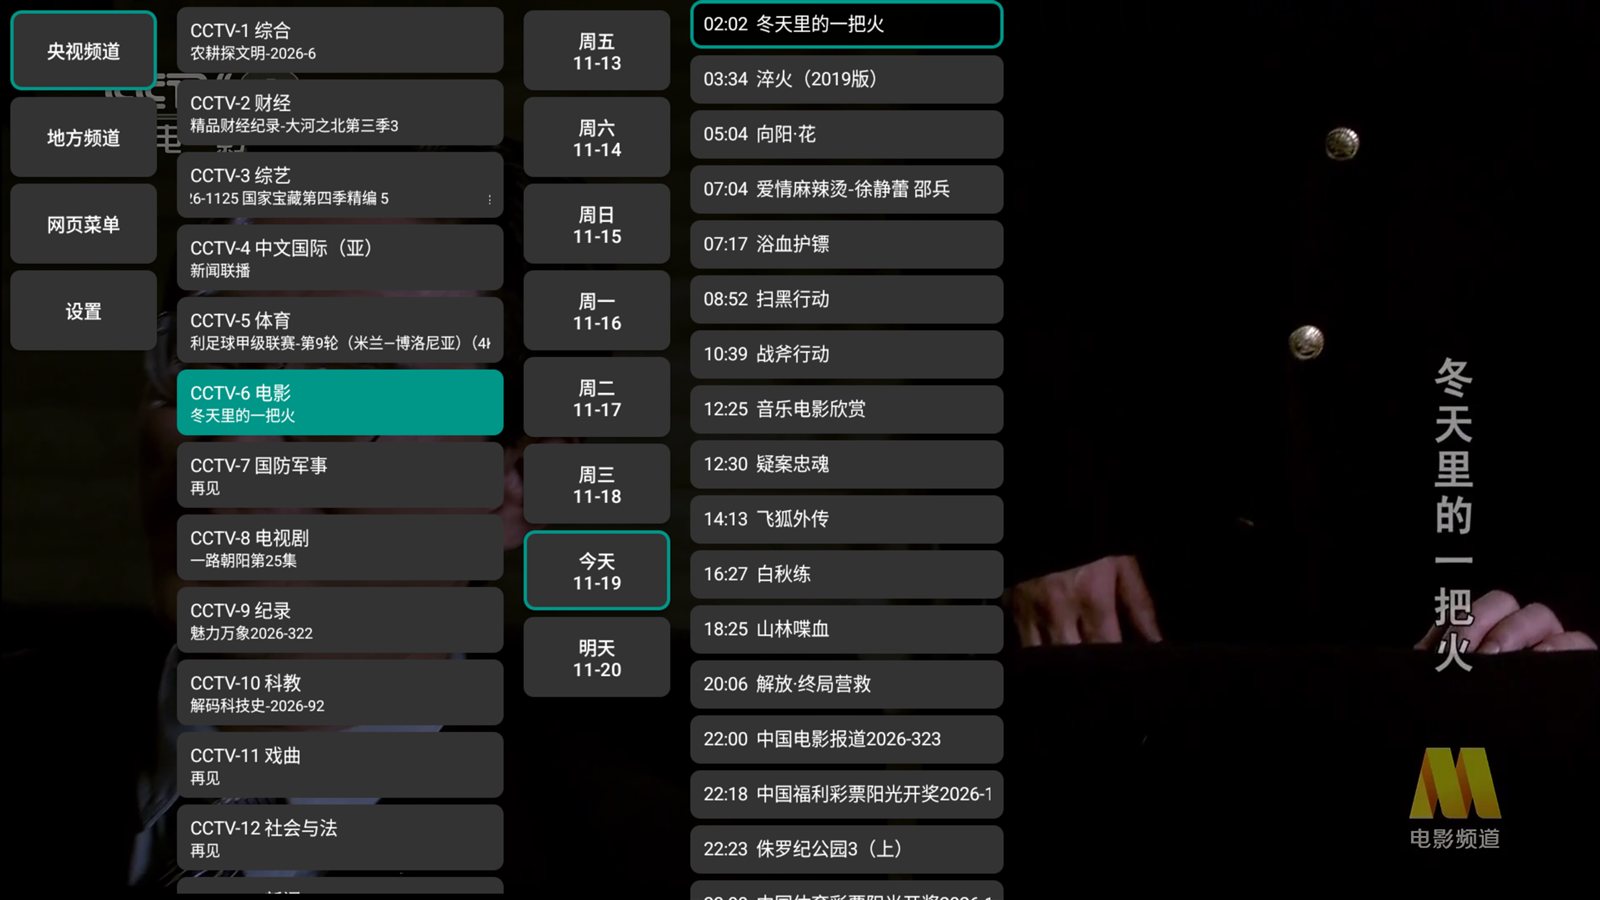 央视频道
地方频道
网页菜单
设置
CCTV-1 综合
农耕探文明-2026-6
CCTV-2 财经
精品财经纪录-大河之北第三季3
CCTV-3 综艺
26-1125 国家宝藏第四季精编 5
CCTV-4 中文国际（亚）
新闻联播
CCTV-5 体育
利足球甲级联赛-第9轮（米兰—博洛尼亚）（4K
CCTV-6 电影
冬天里的一把火
CCTV-7 国防军事
再见
CCTV-8 电视剧
一路朝阳第25集
CCTV-9 纪录
魅力万象2026-322
CCTV-10 科教
解码科技史-2026-92
CCTV-11 戏曲
再见
CCTV-12 社会与法
再见
周五
11-13
周六
11-14
周日
11-15
周一
11-16
周二
11-17
周三
11-18
今天
11-19
明天
11-20
02:02 冬天里的一把火
03:34 淬火（2019版）
05:04 向阳·花
07:04 爱情麻辣烫-徐静蕾 邵兵
07:17 浴血护镖
08:52 扫黑行动
10:39 战斧行动
12:25 音乐电影欣赏
12:30 疑案忠魂
14:13 飞狐外传
16:27 白秋练
18:25 山林喋血
20:06 解放·终局营救
22:00 中国电影报道2026-323
22:18 中国福利彩票阳光开奖2026-1
22:23 侏罗纪公园3（上）
冬天里的一把火
电影频道